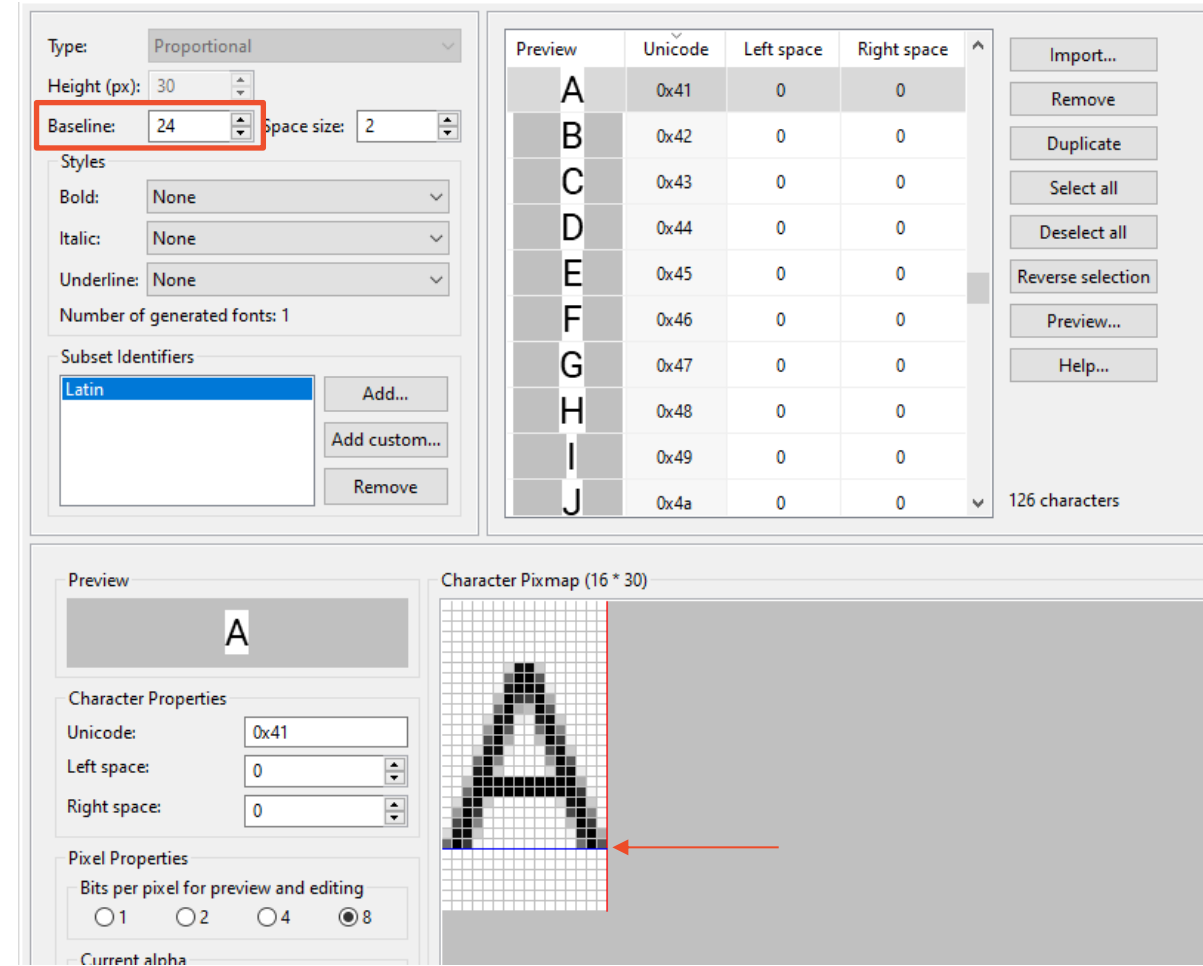 Type: Proportional
Height (px): 30
Baseline: 24 Space size: 2
Styles
Bold: None
Italic: None
Underline: None
Number of generated fonts: 1
Subset Identifiers
Latin
Add...
Add custom...
Remove
Preview Unicode Left space Right space
A 0x41 0 0
B 0x42 0 0
C 0x43 0 0
D 0x44 0 0
E 0x45 0 0
F 0x46 0 0
G 0x47 0 0
H 0x48 0 0
I 0x49 0 0
J 0x4a 0 0
Import...
Remove
Duplicate
Select all
Deselect all
Reverse selection
Preview...
Help...
126 characters
Preview
A
Character Properties
Unicode: 0x41
Left space: 0
Right space: 0
Pixel Properties
Bits per pixel for preview and editing
1 2 4 8
Current alpha
Character Pixmap (16 * 30)
A